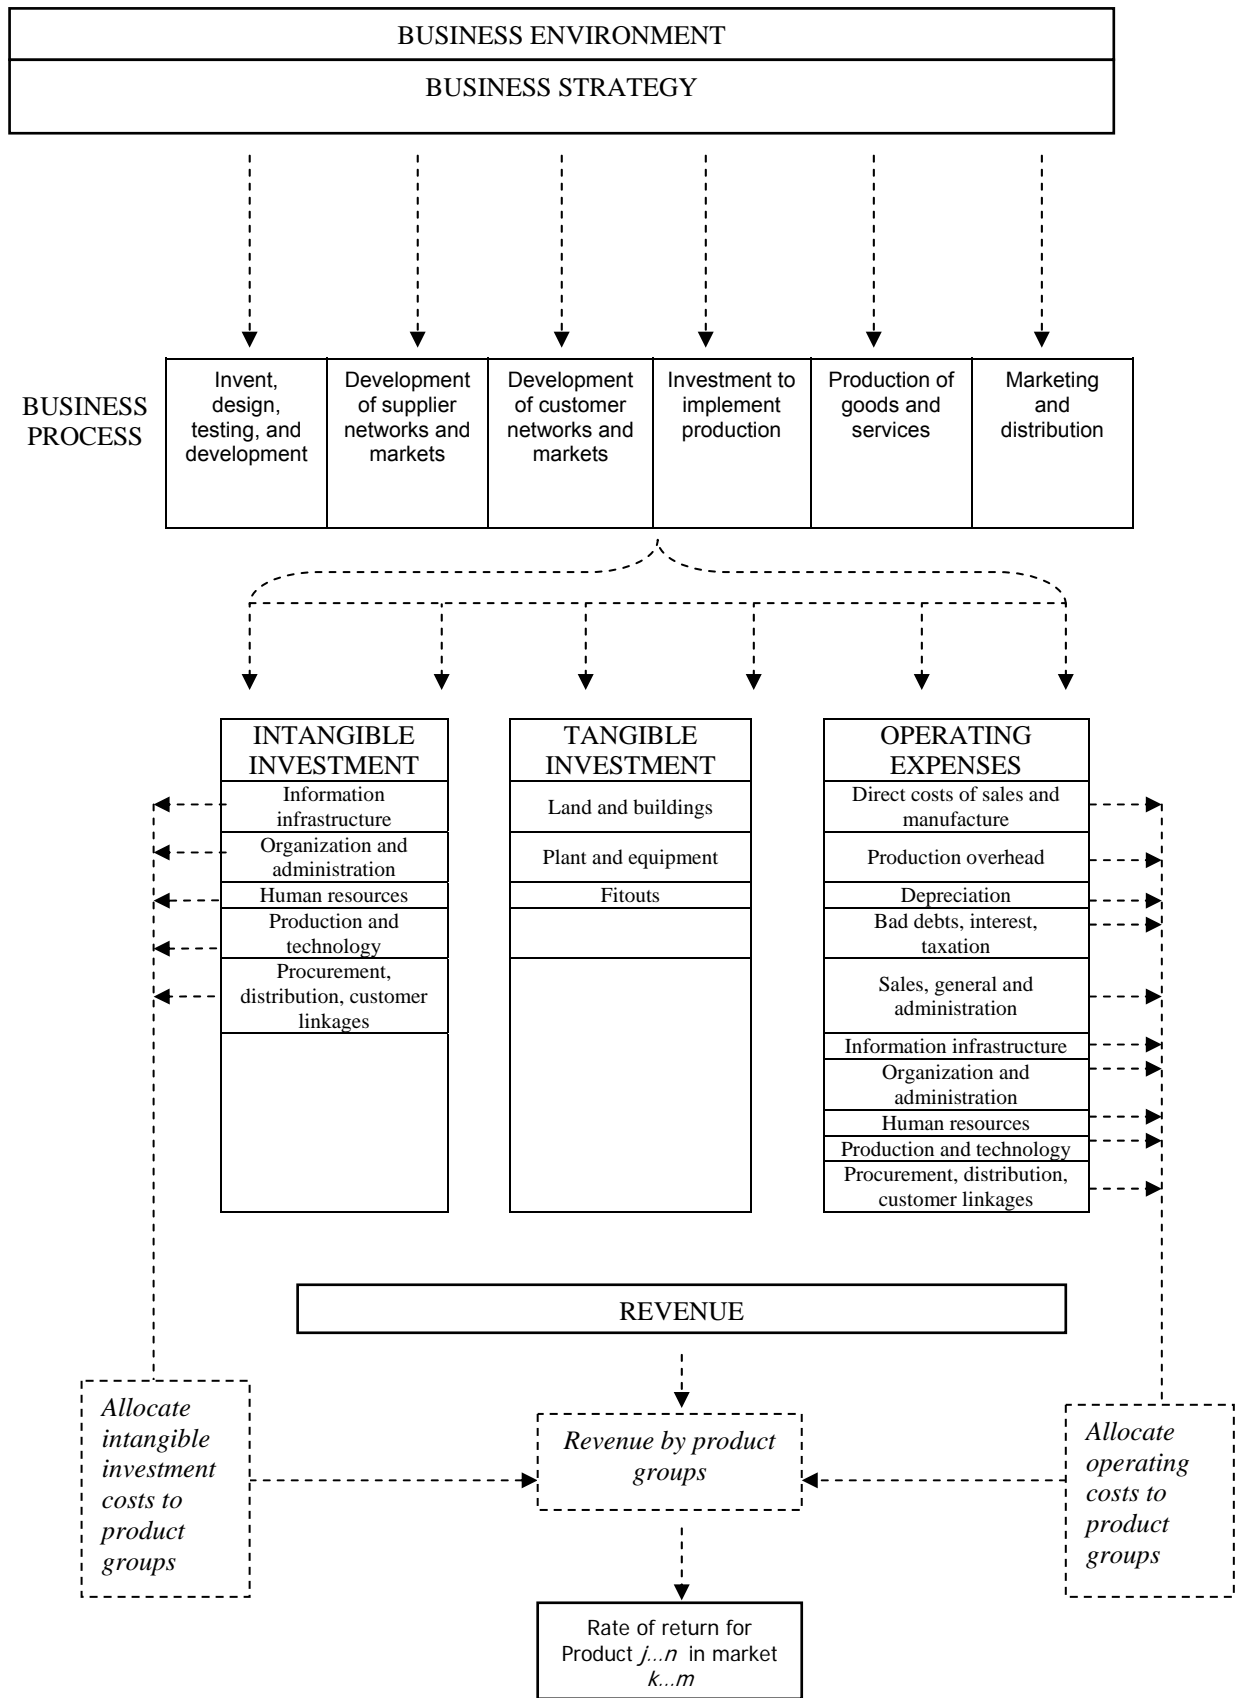 BUSINESS ENVIRONMENT
BUSINESS STRATEGY
BUSINESS
PROCESS
Invent,
design,
testing, and
development
Development
of supplier
networks and
markets
Development
of customer
networks and
markets
Investment to
implement
production
Production of
goods and
services
Marketing
and
distribution
INTANGIBLE
INVESTMENT
Information
infrastructure
Organization and
administration
Human resources
Production and
technology
Procurement,
distribution, customer
linkages
TANGIBLE
INVESTMENT
Land and buildings
Plant and equipment
Fitouts
OPERATING
EXPENSES
Direct costs of sales and
manufacture
Production overhead
Depreciation
Bad debts, interest,
taxation
Sales, general and
administration
Information infrastructure
Organization and
administration
Human resources
Production and technology
Procurement, distribution,
customer linkages
REVENUE
Allocate
intangible
investment
costs to
product
groups
Revenue by product
groups
Allocate
operating
costs to
product
groups
Rate of return for
Product j...n in market
k...m